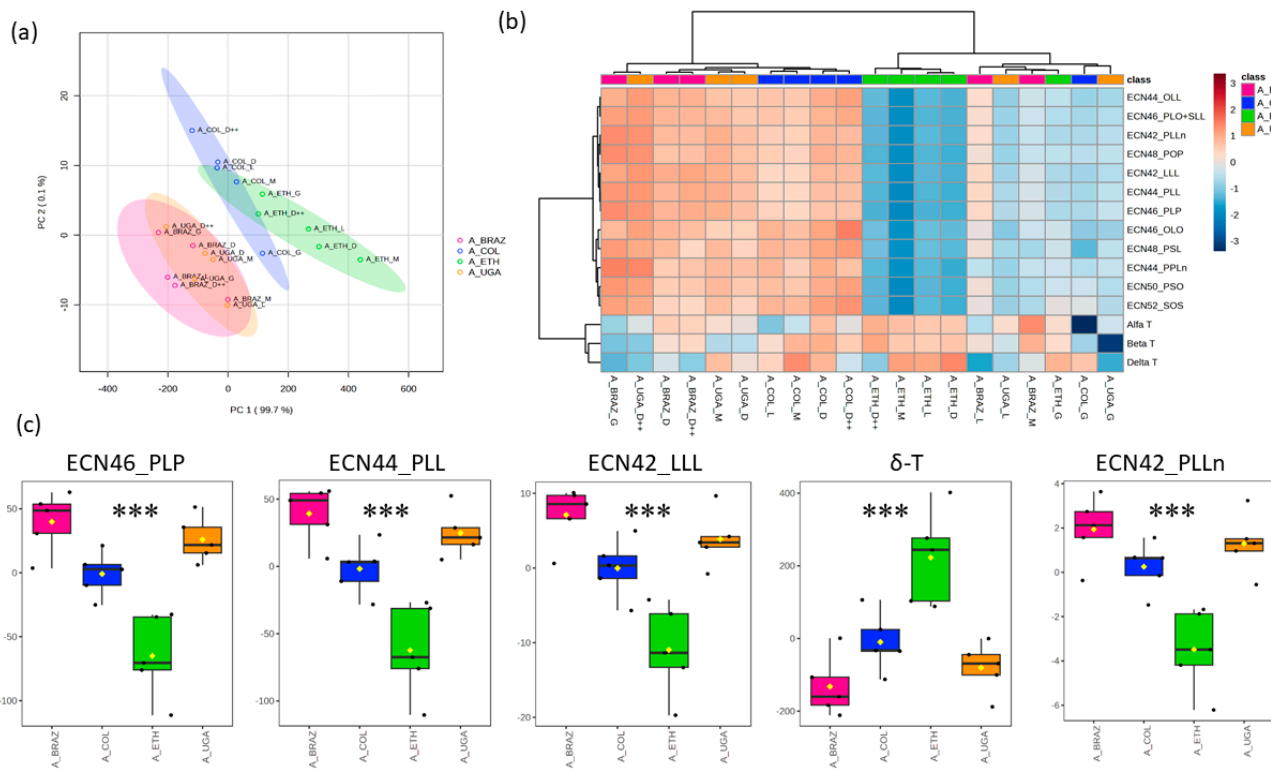 (a)
PC 2 ( 0.1 %)
20
10
0
-10
A_COL_D++
A_COL_D
A_COL_L
A_COL_M
A_ETH_G
A_ETH_D++
A_ETH_L
A_ETH_D
A_ETH_M
A_COL_G
A_UGA_D++
A_BRAZ_G
A_BRAZ_D
A_UGA_D
A_UGA_M
A_BRAZ_L
A_UGA_G
A_BRAZ_D++
A_BRAZ_M
A_UGA_L
-400 -200 0 200 400 600
PC 1 ( 99.7 %)
A_BRAZ
A_COL
A_ETH
A_UGA
(b)
class
ECN44_OLL
ECN46_PLO+SLL
ECN42_PLLn
ECN48_POP
ECN42_LLL
ECN44_PLL
ECN46_PLP
ECN46_OLO
ECN48_PSL
ECN44_PPLn
ECN50_PSO
ECN52_SOS
Alfa T
Beta T
Delta T
3
2
1
0
-1
-2
-3
class
A_BRAZ_G
A_UGA_D++
A_BRAZ_D
A_BRAZ_D++
A_UGA_M
A_UGA_D
A_COL_L
A_COL_M
A_COL_D
A_COL_D++
A_ETH_D++
A_ETH_M
A_ETH_L
A_ETH_D
A_BRAZ_L
A_UGA_L
A_BRAZ_M
A_ETH_G
A_COL_G
A_UGA_G
(c)
ECN46_PLP
50
0
-50
-100
***
A_BRAZ
A_COL
A_ETH
A_UGA
ECN44_PLL
50
0
-50
-100
***
A_BRAZ
A_COL
A_ETH
A_UGA
ECN42_LLL
10
0
-10
-20
***
A_BRAZ
A_COL
A_ETH
A_UGA
δ-T
400
200
0
-200
***
A_BRAZ
A_COL
A_ETH
A_UGA
ECN42_PLLn
4
2
0
-2
-4
-6
***
A_BRAZ
A_COL
A_ETH
A_UGA